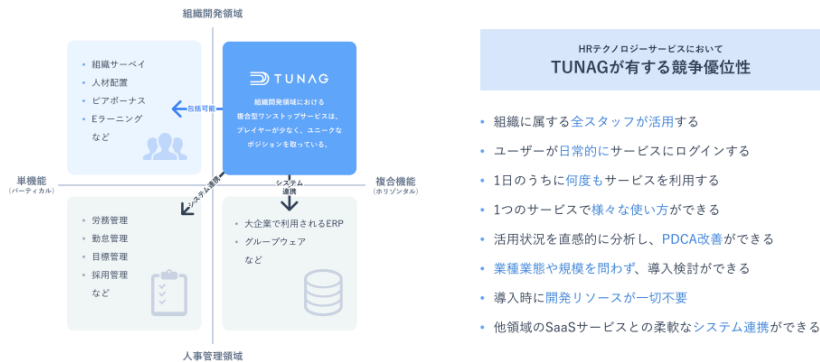 組織開発領域
・ 組織サーベイ
・ 人材配置
・ ピアボーナス
・ Eラーニング
など
包括可能
TUNAG
組織開発領域における
複合型ワンストップサービスは、
プレイヤーが少なく、ユニークな
ポジションを取っている。
単機能
(バーティカル)
複合機能
(ホリゾンタル)
システム連携
システム
連携
・ 労務管理
・ 勤怠管理
・ 目標管理
・ 採用管理
など
・ 大企業で利用されるERP
・ グループウェア
など
人事管理領域
HRテクノロジーサービスにおいて
TUNAGが有する競争優位性
・ 組織に属する全スタッフが活用する
・ ユーザーが日常的にサービスにログインする
・ 1日のうちに何度もサービスを利用する
・ 1つのサービスで様々な使い方ができる
・ 活用状況を直感的に分析し、PDCA改善ができる
・ 業種業態や規模を問わず、導入検討ができる
・ 導入時に開発リソースが一切不要
・ 他領域のSaaSサービスとの柔軟なシステム連携ができる